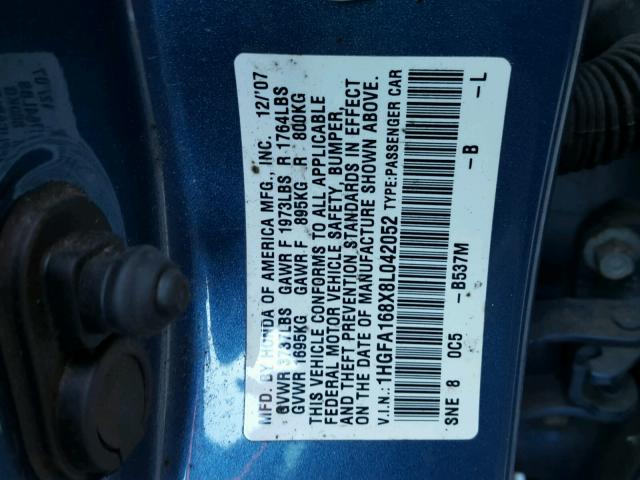 MFD. BY HONDA OF AMERICA MFG., INC. 12/'07
GVWR 3737LBS GAWR F 1973LBS R 1764LBS
GVWR 1695KG GAWR F 895KG R 800KG
THIS VEHICLE CONFORMS TO ALL APPLICABLE
FEDERAL MOTOR VEHICLE SAFETY, BUMPER,
AND THEFT PREVENTION STANDARDS IN EFFECT
ON THE DATE OF MANUFACTURE SHOWN ABOVE.
V.I.N.: 1HGFA168X8L042052 TYPE:PASSENGER CAR
SNE 8 0C5 -B537M -B -L